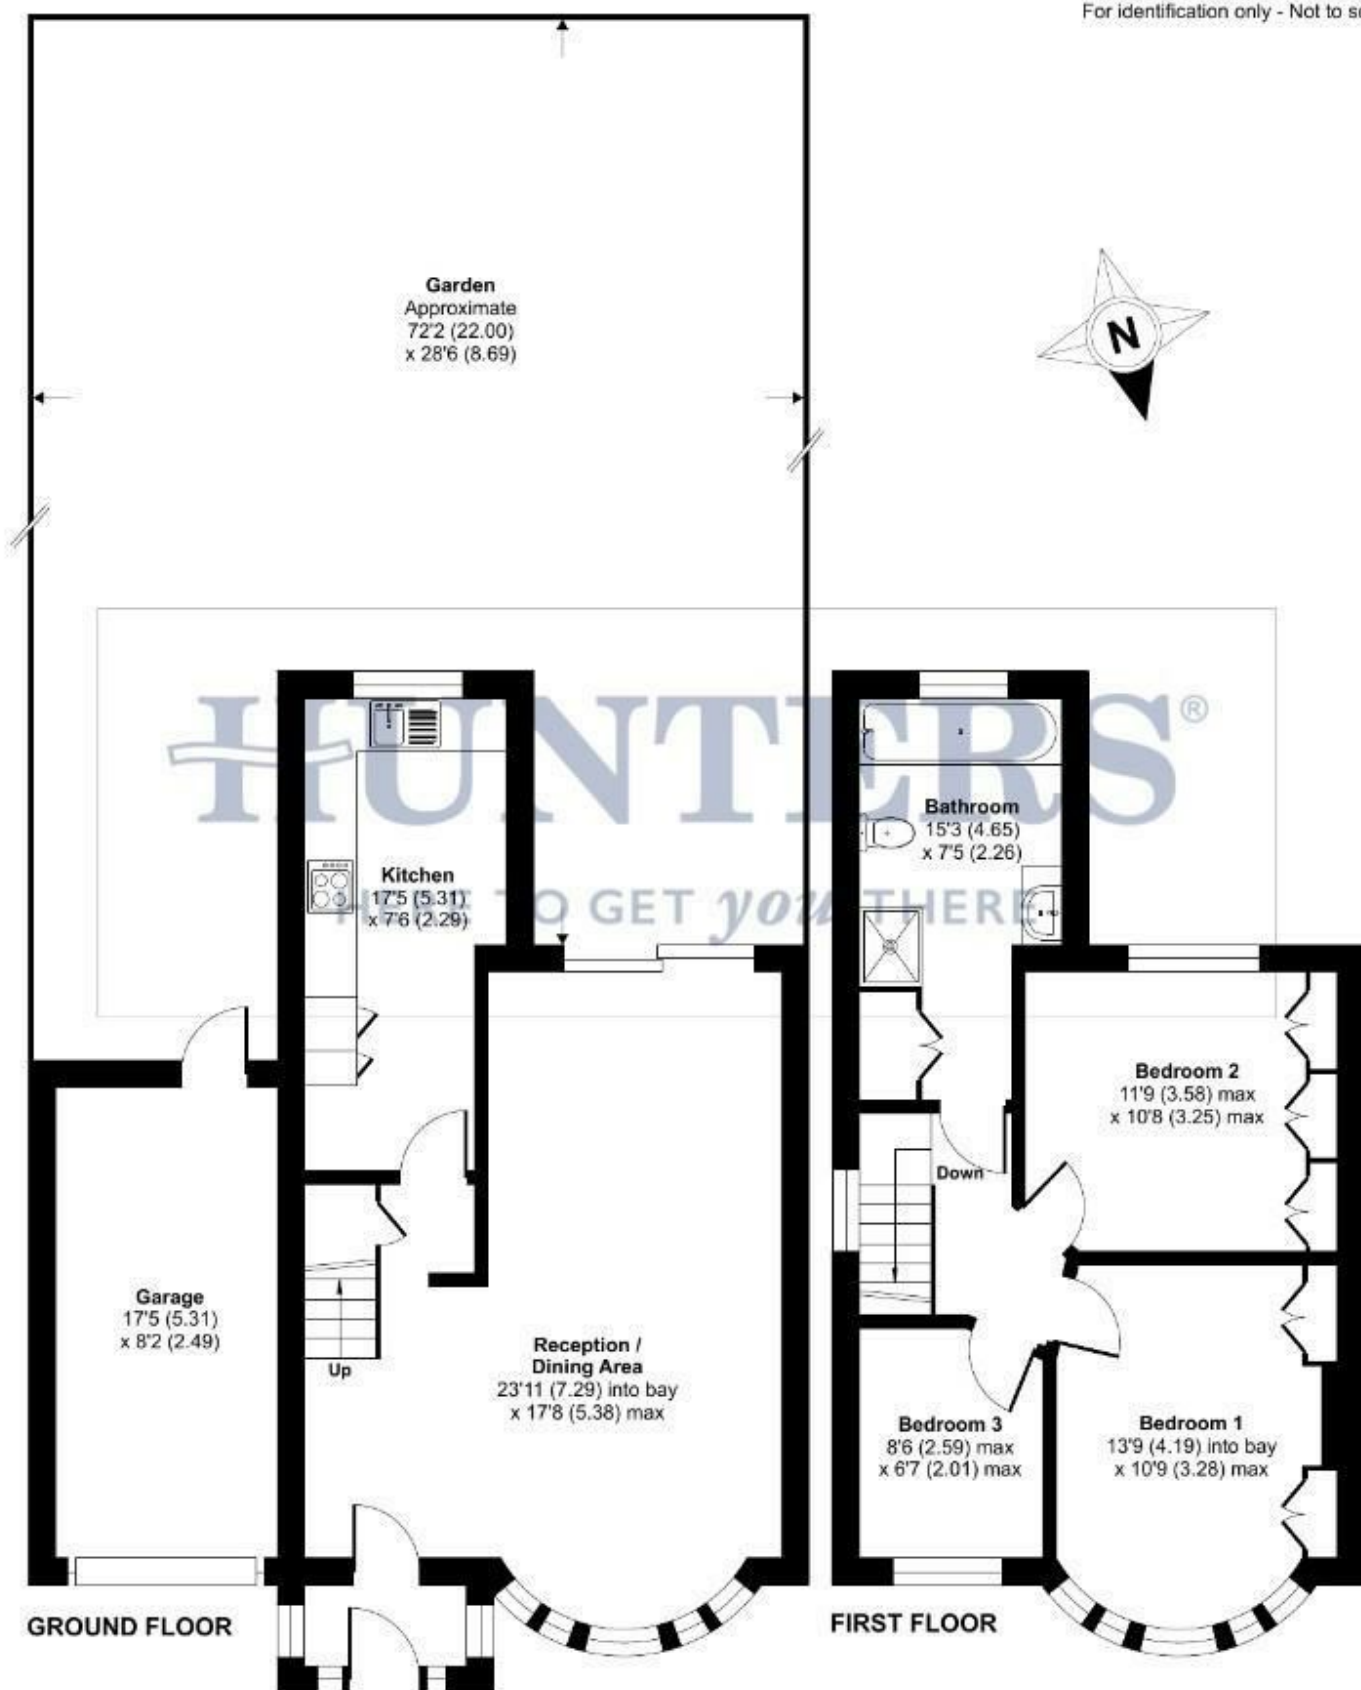 For identification only - Not to
Garden
Approximate
72'2 (22.00)
x 28'6 (8.69)
N
HUNTERS®
HERE TO GET you THERE
Kitchen
17'5 (5.31)
x 7'6 (2.29)
Bathroom
15'3 (4.65)
x 7'5 (2.26)
Bedroom 2
11'9 (3.58) max
x 10'8 (3.25) max
Down
Garage
17'5 (5.31)
x 8'2 (2.49)
Up
Reception /
Dining Area
23'11 (7.29) into bay
x 17'8 (5.38) max
Bedroom 3
8'6 (2.59) max
x 6'7 (2.01) max
Bedroom 1
13'9 (4.19) into bay
x 10'9 (3.28) max
GROUND FLOOR
FIRST FLOOR